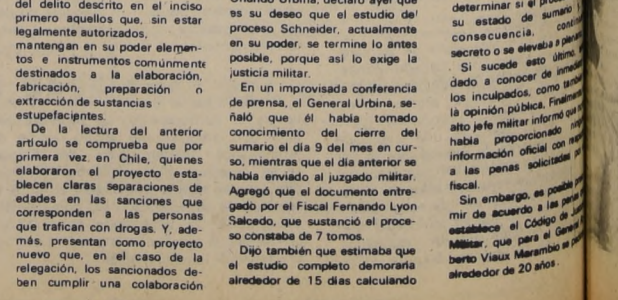 del delito descrito en el inciso
primero aquellos que, sin estar
legalmente autorizados,
mantengan en su poder elemen-
tos e instrumentos comúnmente
destinados a la elaboración,
fabricación, preparación o
extracción de sustancias
estupefacientes.
De la lectura del anterior
artículo se comprueba que por
primera vez en Chile, quienes
elaboraron el proyecto esta-
blecen claras separaciones de
edades en las sanciones que
corresponden a las personas
que trafican con drogas. Y, ade-
más, presentan como proyecto
nuevo que, en el caso de la
relegación, los sancionados de-
ben cumplir una colaboración
Urbina, declaró ayer que
es su deseo que el estudio del
proceso Schneider, actualmente
en su poder, se termine lo antes
posible, porque así lo exige la
justicia militar.
En un improvisada conferencia
de prensa, el General Urbina, se-
ñaló que él había tomado
conocimiento del cierre del
sumario el día 9 del mes en cur-
so, mientras que el día anterior se
había enviado al juzgado militar.
Agregó que el documento entre-
gado por el Fiscal Fernando Lyon
Salcedo, que sustanció el proce-
so constaba de 7 tomos.
Dijo también que estimaba que
el estudio completo demoraría
alrededor de 15 días calculando
determinar si el
su estado de sumario y
consecuencia,
secreto o se elevaba a
Si sucede esto último,
dado a conocer de
los inculpados, como
la opinión pública.
alto jefe militar informó que
había proporcionado
información oficial con
a las penas solicitadas por
fiscal.
Sin embargo, es posible
mir de acuerdo a las penas
establece el Código de
Militar, que para el General
berto Viaux Marambio se
alrededor de 20 años.